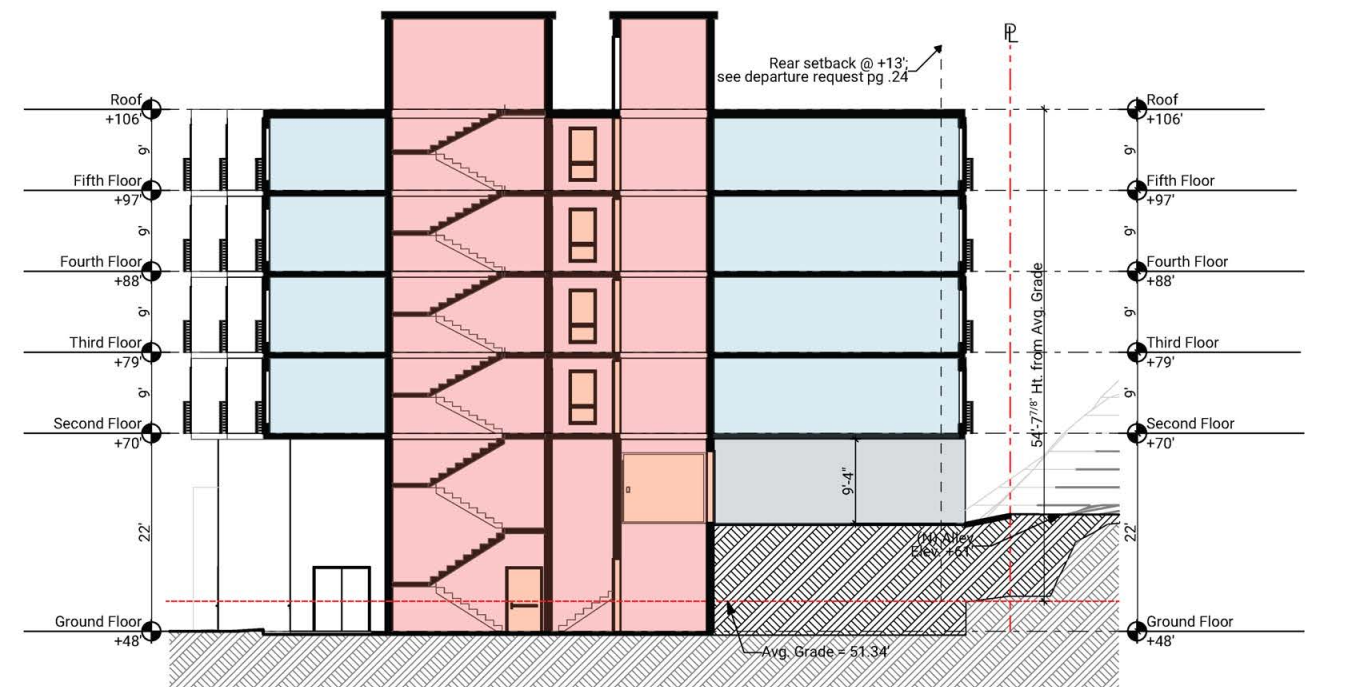 PL
Rear setback @ +13';
see departure request pg .24
Roof
+106'
9'
Fifth Floor
+97'
9'
Fourth Floor
+88'
9'
Third Floor
+79'
9'
Second Floor
+70'
22'
Ground Floor
+48'
9'-4"
(N) Alley
Elev. +61'
Avg. Grade = 51.34'
54'-7 7/8" Ht. from Avg. Grade
Roof
+106'
9'
Fifth Floor
+97'
9'
Fourth Floor
+88'
9'
Third Floor
+79'
9'
Second Floor
+70'
22'
Ground Floor
+48'